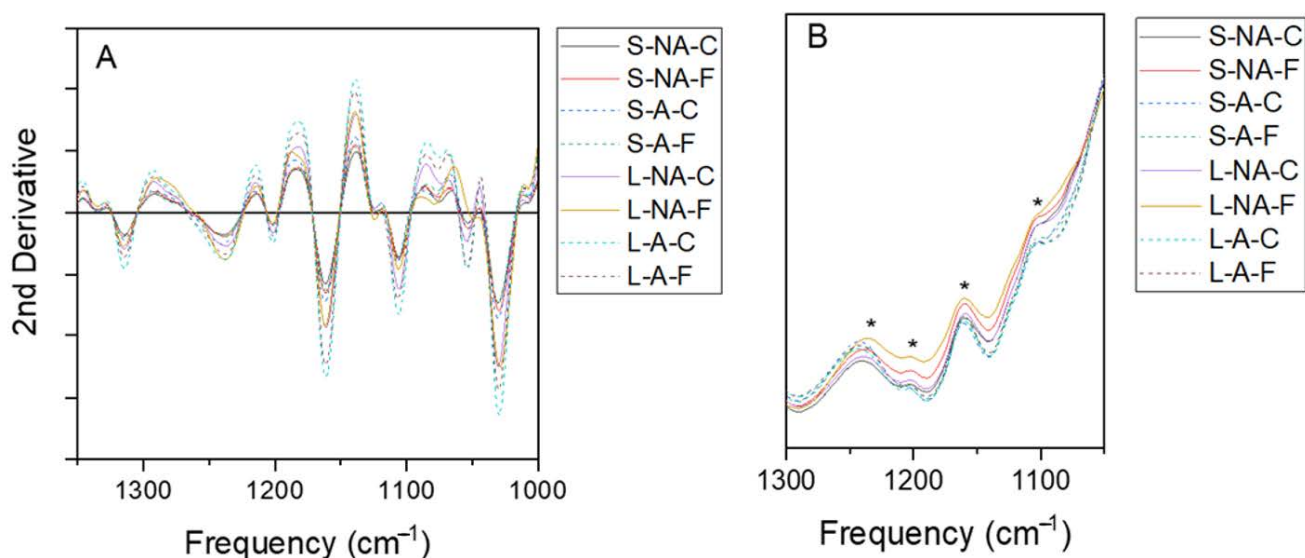 A
S-NA-C
S-NA-F
S-A-C
S-A-F
L-NA-C
L-NA-F
L-A-C
L-A-F
2nd Derivative
1300 1200 1100 1000
Frequency (cm⁻¹)
B
* * * *
S-NA-C
S-NA-F
S-A-C
S-A-F
L-NA-C
L-NA-F
L-A-C
L-A-F
1300 1200 1100
Frequency (cm⁻¹)